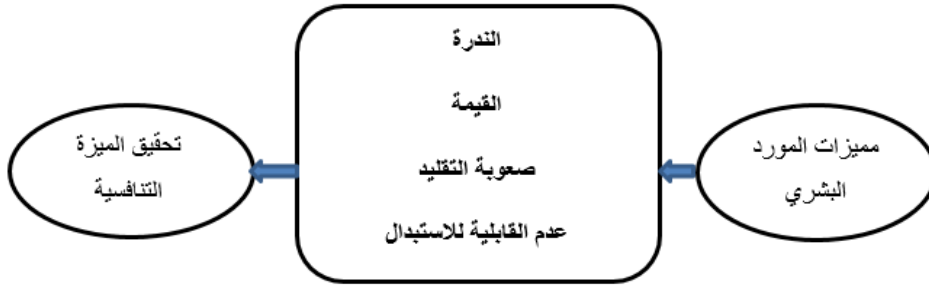 مميزات المورد
البشري
الندرة
القيمة
صعوبة التقليد
عدم القابلية للاستبدال
تحقيق الميزة
التنافسية